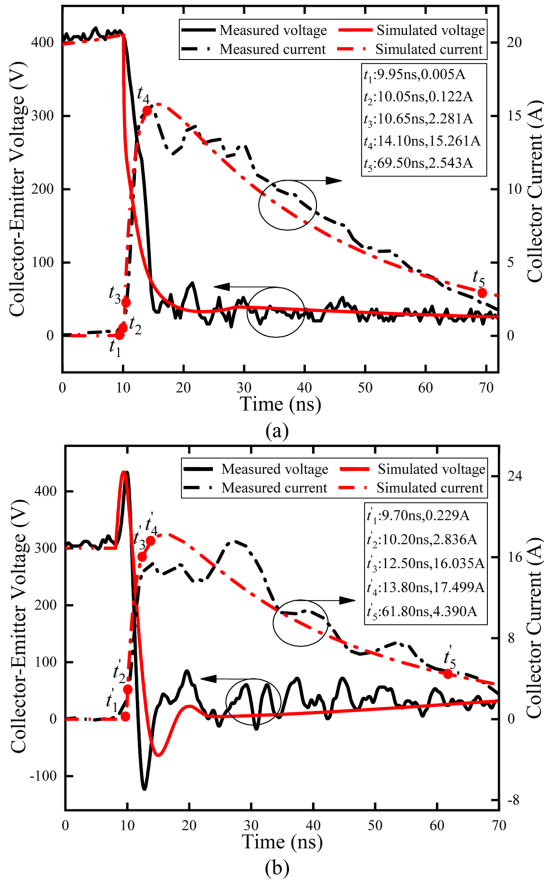 (a)
Measured voltage Simulated voltage
Measured current Simulated current
Collector-Emitter Voltage (V)
400
300
200
100
0
Collector Current (A)
20
15
10
5
0
t1:9.95ns,0.005A
t2:10.05ns,0.122A
t3:10.65ns,2.281A
t4:14.10ns,15.261A
t5:69.50ns,2.543A
t4
t3
t2
t1
t5
0 10 20 30 40 50 60 70
Time (ns)
(a)
Measured voltage Simulated voltage
Measured current Simulated current
Collector-Emitter Voltage (V)
400
300
200
100
0
-100
Collector Current (A)
24
16
8
0
-8
t'1:9.70ns,0.229A
t'2:10.20ns,2.836A
t'3:12.50ns,16.035A
t'4:13.80ns,17.499A
t'5:61.80ns,4.390A
t'3 t'4
t'2
t'1
t'5
0 10 20 30 40 50 60 70
Time (ns)
(b)